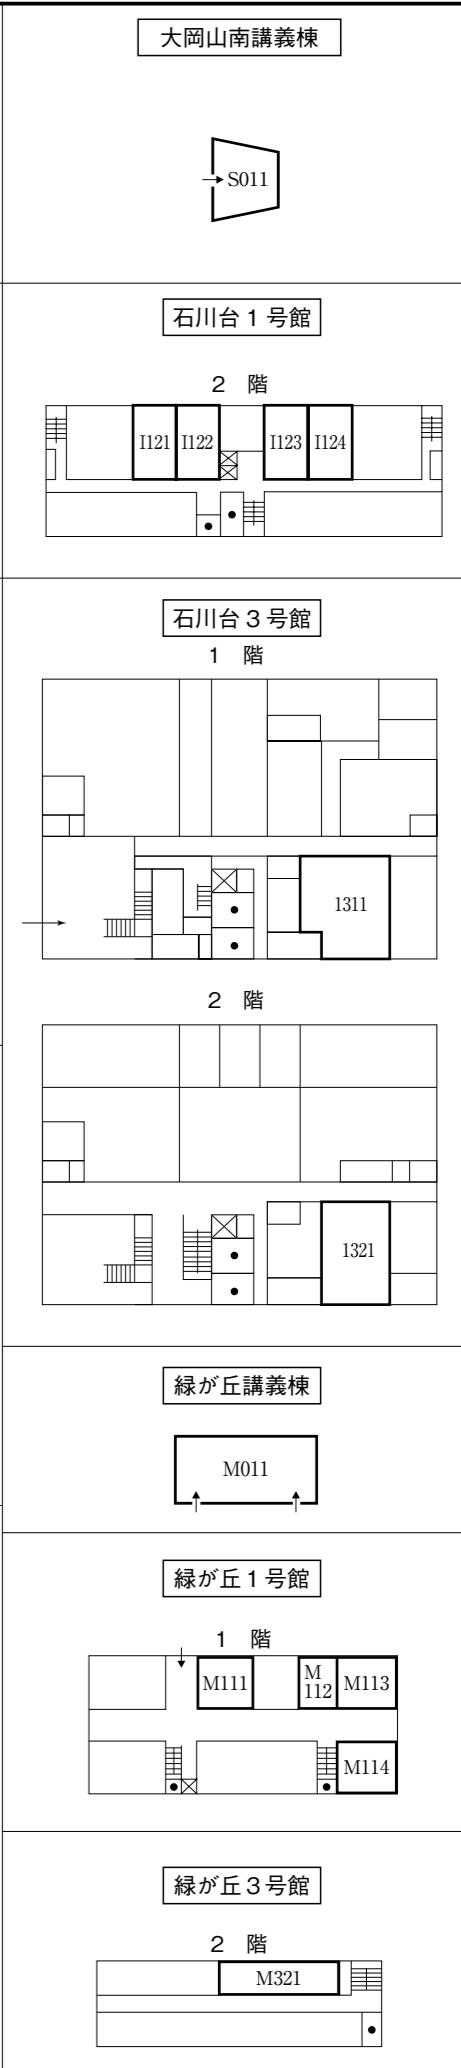 大岡山南講義棟
S011
石川台１号館
２　階
I121 I122 I123 I124
石川台３号館
１　階
1311
２　階
1321
緑が丘講義棟
M011
緑が丘１号館
１　階
M111 M 112 M113
M114
緑が丘３号館
２　階
M321